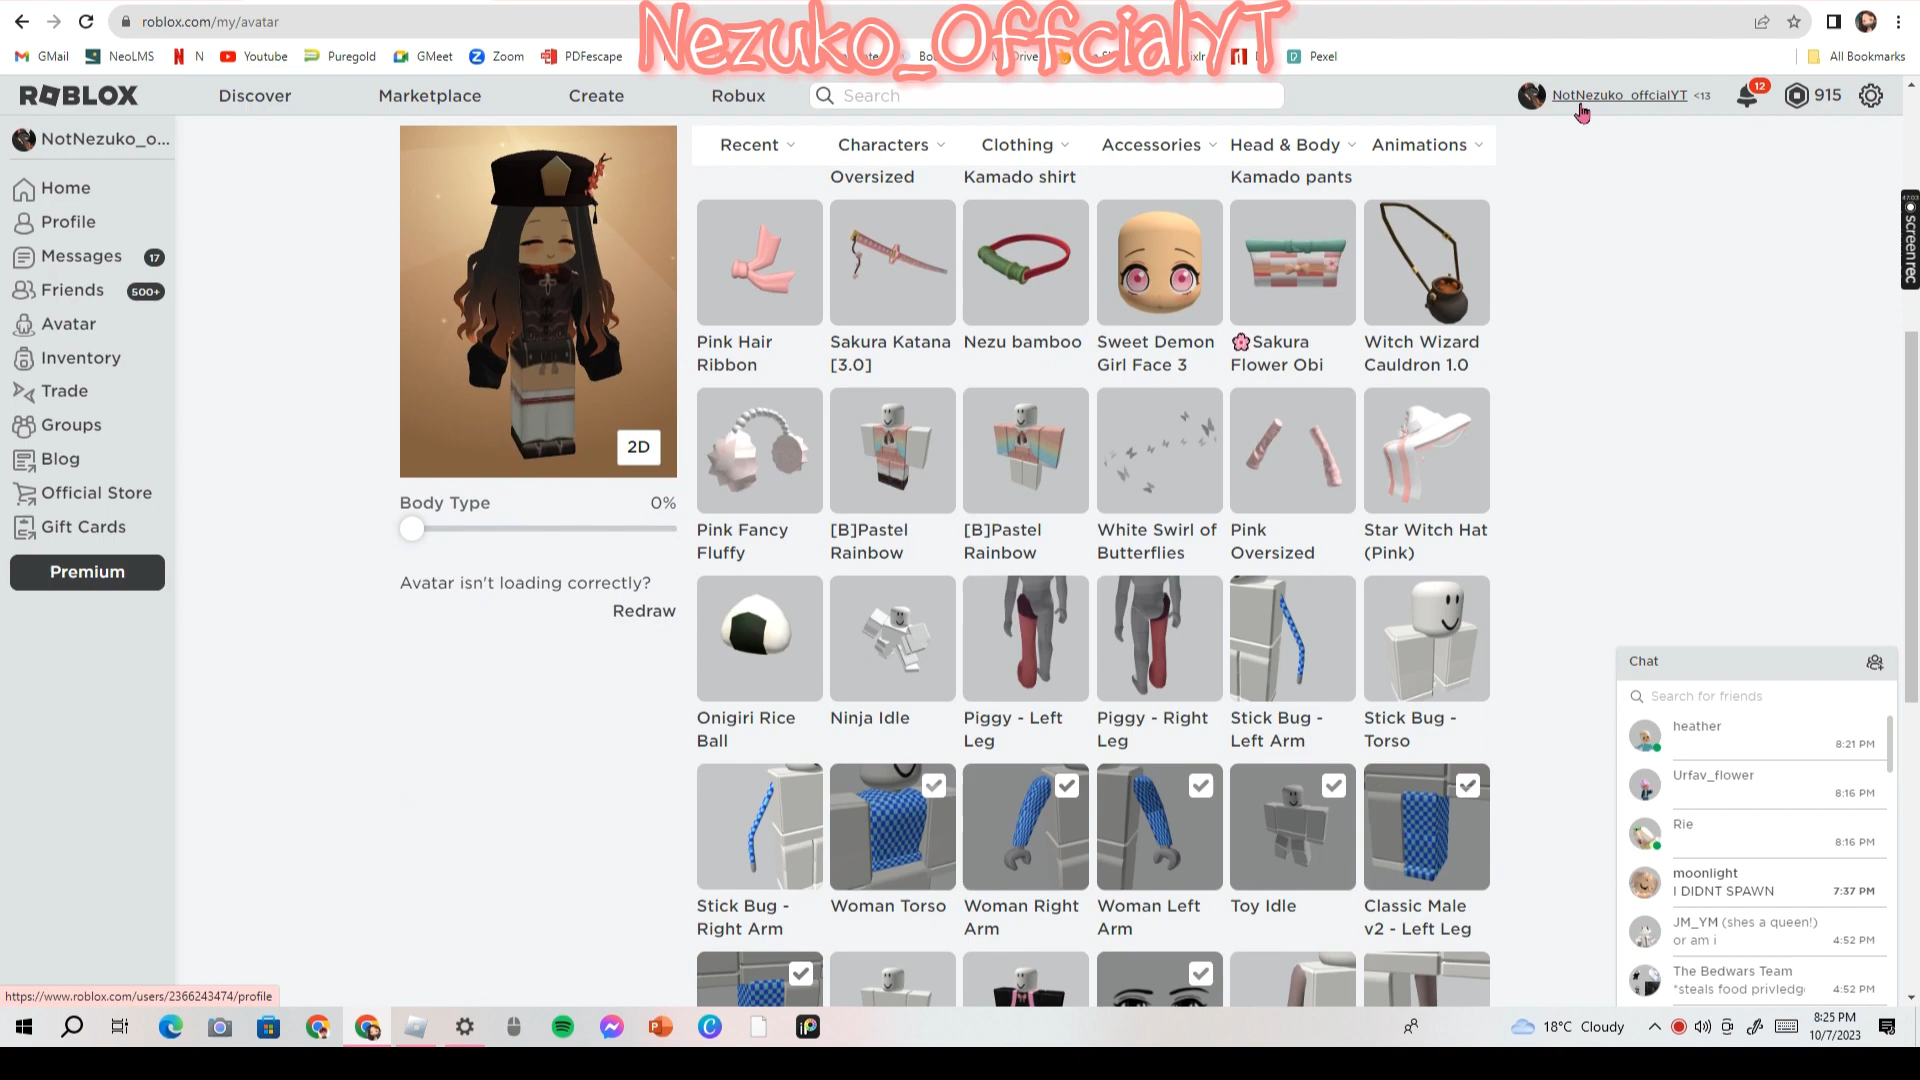 roblox.com/my/avatar
Nezuko_OffcialYT
GMail
NeoLMS
N
Youtube
Puregold
GMeet
Zoom
PDFescape
Pexel
All Bookmarks
ROBLOX
Discover
Marketplace
Create
Robux
Search
NotNezuko_offcialYT
<13
12
915
NotNezuko_o...
Home
Profile
Messages
17
Friends
500+
Avatar
Inventory
Trade
Groups
Blog
Official Store
Gift Cards
Premium
2D
Body Type
0%
Avatar isn't loading correctly?
Redraw
Recent
Characters
Clothing
Accessories
Head & Body
Animations
Oversized
Kamado shirt
Kamado pants
Pink Hair
Ribbon
Sakura Katana
[3.0]
Nezu bamboo
Sweet Demon
Girl Face 3
🌸Sakura
Flower Obi
Witch Wizard
Cauldron 1.0
Pink Fancy
Fluffy
[B]Pastel
Rainbow
[B]Pastel
Rainbow
White Swirl of
Butterflies
Pink
Oversized
Star Witch Hat
(Pink)
Onigiri Rice
Ball
Ninja Idle
Piggy - Left
Leg
Piggy - Right
Leg
Stick Bug -
Left Arm
Stick Bug -
Torso
Stick Bug -
Right Arm
Woman Torso
Woman Right
Arm
Woman Left
Arm
Toy Idle
Classic Male
v2 - Left Leg
screen rec
Chat
Search for friends
heather
8:21 PM
Urfav_flower
8:16 PM
Rie
8:16 PM
moonlight
I DIDNT SPAWN
7:37 PM
JM_YM (shes a queen!)
or am i
4:52 PM
The Bedwars Team
*steals food privledg
4:52 PM
https://www.roblox.com/users/2366243474/profile
18°C Cloudy
8:25 PM
10/7/2023